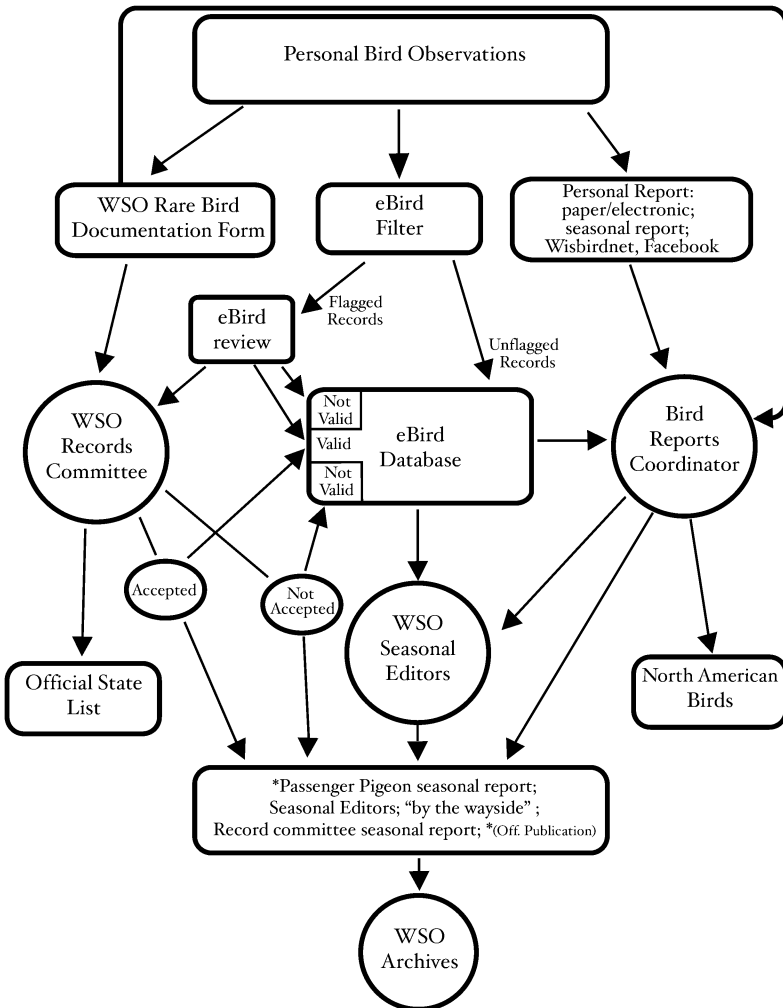 Personal Bird Observations
WSO Rare Bird
Documentation Form
eBird
Filter
Personal Report:
paper/electronic;
seasonal report;
Wisbirdnet, Facebook
eBird
review
Flagged
Records
Unflagged
Records
WSO
Records
Committee
Not
Valid
Valid
Not
Valid
eBird
Database
Bird
Reports
Coordinator
Accepted
Not
Accepted
WSO
Seasonal
Editors
Official State
List
North American
Birds
*Passenger Pigeon seasonal report;
Seasonal Editors; “by the wayside” ;
Record committee seasonal report; *(Off. Publication)
WSO
Archives